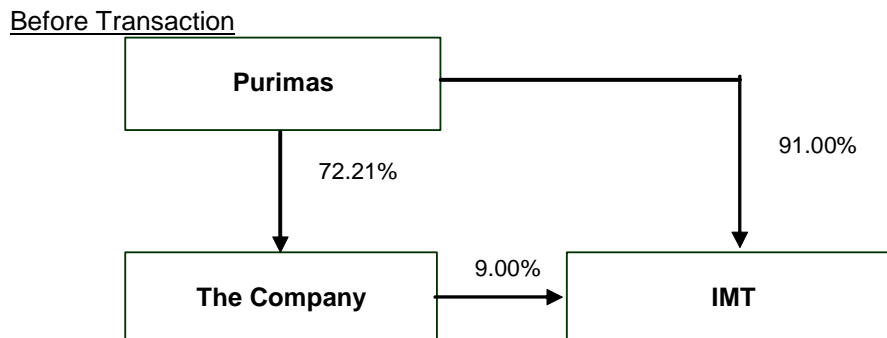 Before Transaction
Purimas
72.21%
91.00%
9.00%
The Company
IMT